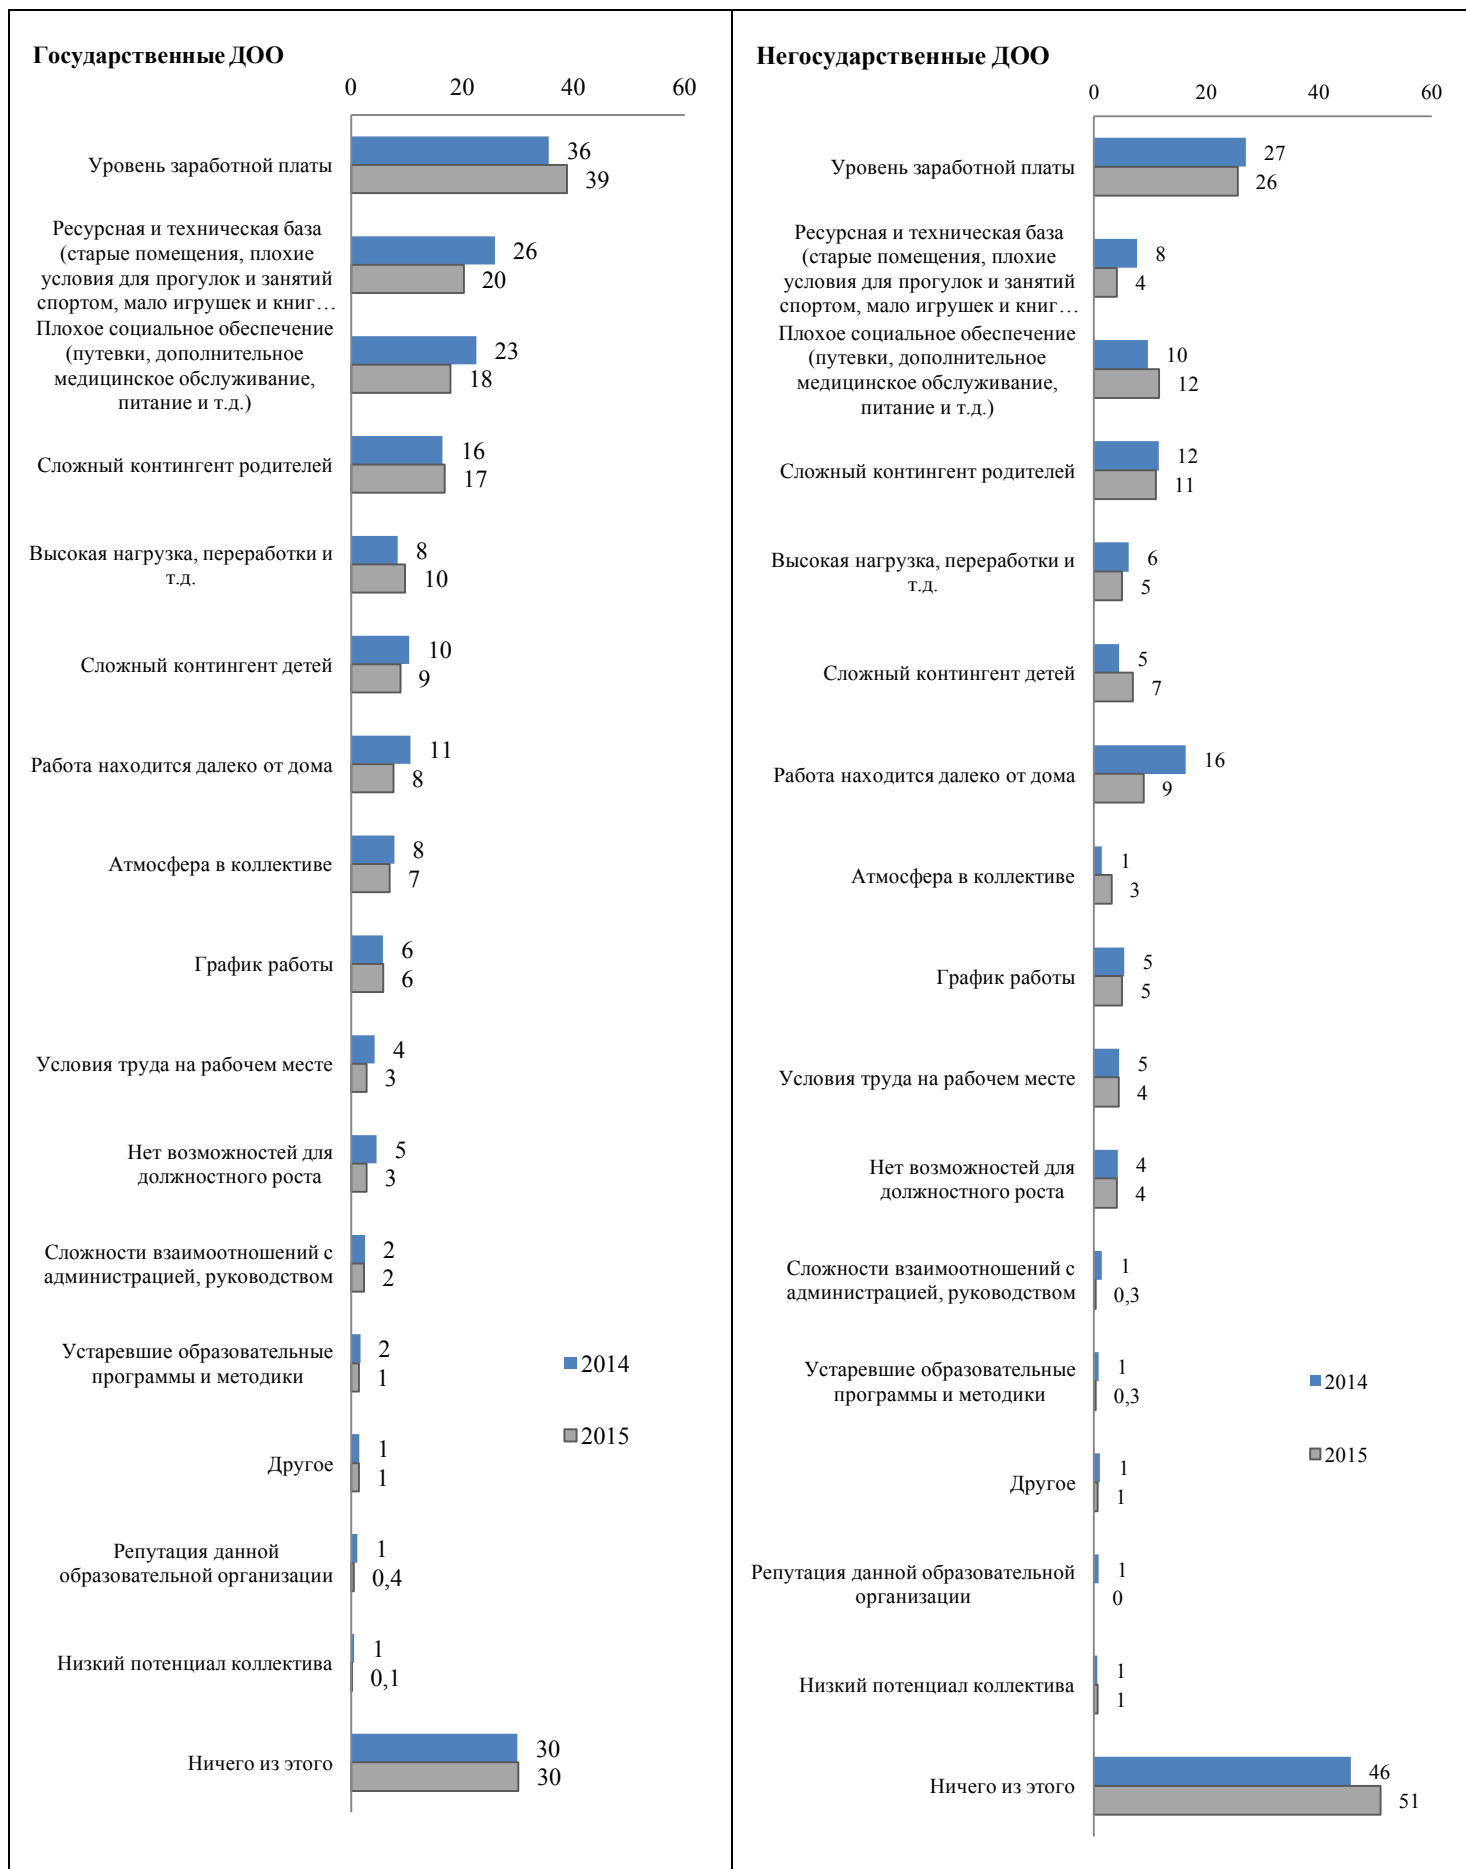 Государственные ДОО
0 20 40 60
Уровень заработной платы
36
39
Ресурсная и техническая база
(старые помещения, плохие
условия для прогулок и занятий
спортом, мало игрушек и книг…
26
20
Плохое социальное обеспечение
(путевки, дополнительное
медицинское обслуживание,
питание и т.д.)
23
18
Сложный контингент родителей
16
17
Высокая нагрузка, переработки и
т.д.
8
10
Сложный контингент детей
10
9
Работа находится далеко от дома
11
8
Атмосфера в коллективе
8
7
График работы
6
6
Условия труда на рабочем месте
4
3
Нет возможностей для
должностного роста
5
3
Сложности взаимоотношений с
администрацией, руководством
2
2
Устаревшие образовательные
программы и методики
2
1
Другое
1
1
Репутация данной
образовательной организации
1
0,4
Низкий потенциал коллектива
1
0,1
Ничего из этого
30
30
2014
2015
Негосударственные ДОО
0 20 40 60
Уровень заработной платы
27
26
Ресурсная и техническая база
(старые помещения, плохие
условия для прогулок и занятий
спортом, мало игрушек и книг…
8
4
Плохое социальное обеспечение
(путевки, дополнительное
медицинское обслуживание,
питание и т.д.)
10
12
Сложный контингент родителей
12
11
Высокая нагрузка, переработки и
т.д.
6
5
Сложный контингент детей
5
7
Работа находится далеко от дома
16
9
Атмосфера в коллективе
1
3
График работы
5
5
Условия труда на рабочем месте
5
4
Нет возможностей для
должностного роста
4
4
Сложности взаимоотношений с
администрацией, руководством
1
0,3
Устаревшие образовательные
программы и методики
1
0,3
Другое
1
1
Репутация данной образовательной
организации
1
0
Низкий потенциал коллектива
1
1
Ничего из этого
46
51
2014
2015